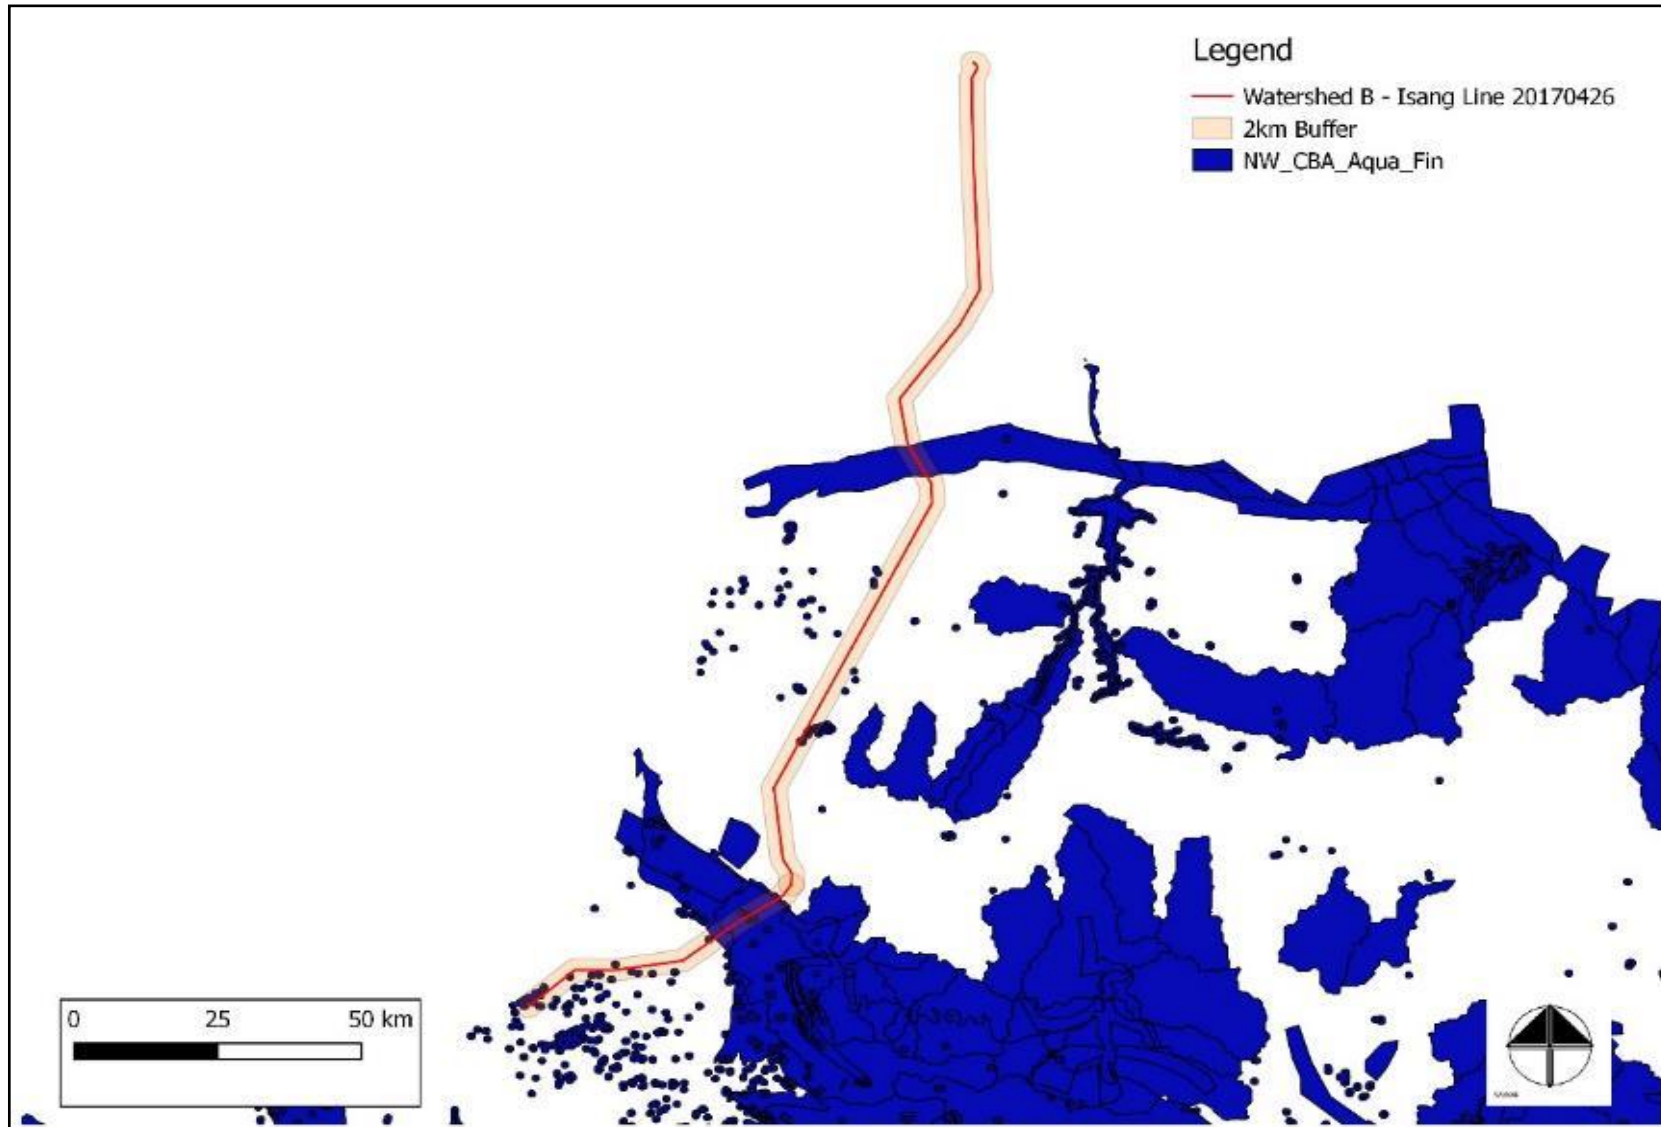 Legend
Watershed B - Isang Line 20170426
2km Buffer
NW_CBA_Aqua_Fin
0 25 50 km